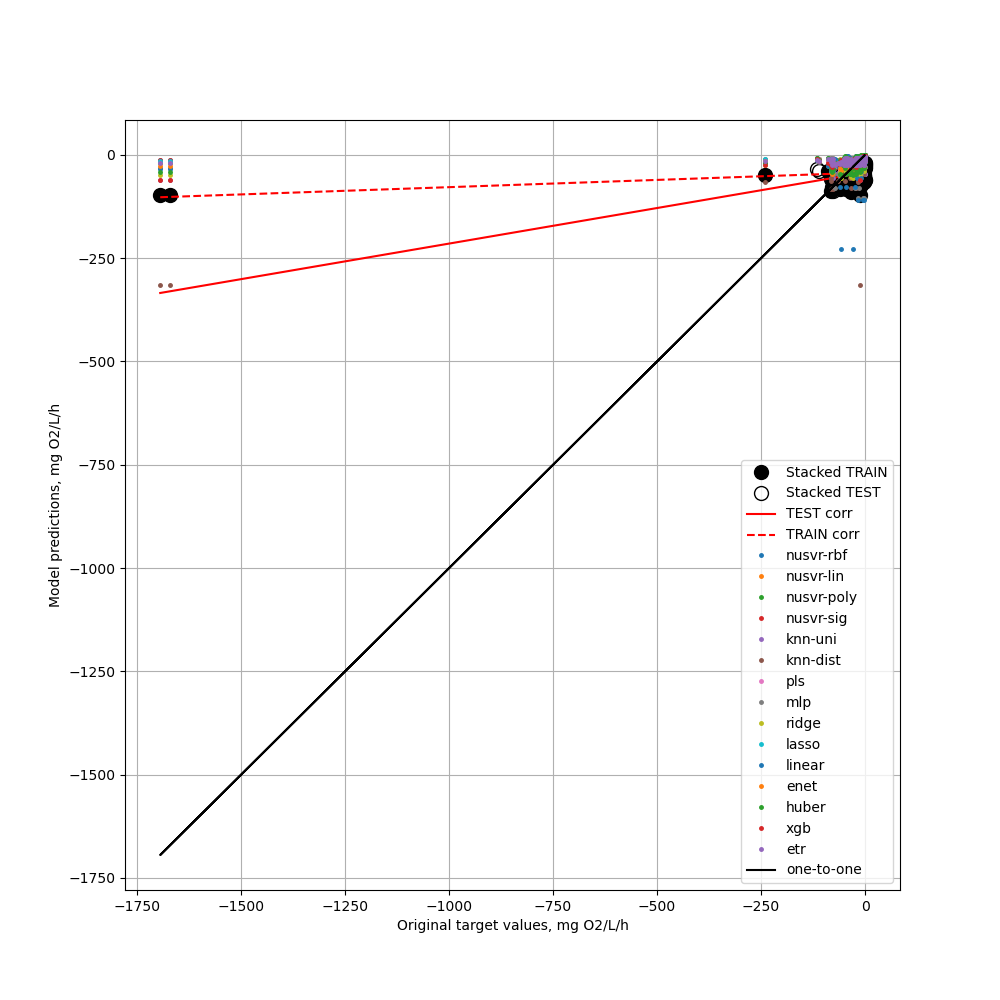 0
−250
−500
−750
−1000
−1250
−1500
−1750
Model predictions, mg O2/L/h
Stacked TRAIN
Stacked TEST
TEST corr
TRAIN corr
nusvr-rbf
nusvr-lin
nusvr-poly
nusvr-sig
knn-uni
knn-dist
pls
mlp
ridge
lasso
linear
enet
huber
xgb
etr
one-to-one
−1750 −1500 −1250 −1000 −750 −500 −250 0
Original target values, mg O2/L/h